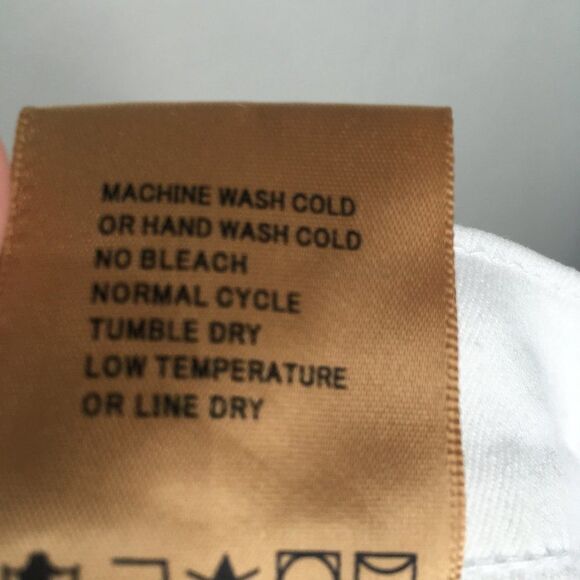 MACHINE WASH COLD
OR HAND WASH COLD
NO BLEACH
NORMAL CYCLE
TUMBLE DRY
LOW TEMPERATURE
OR LINE DRY